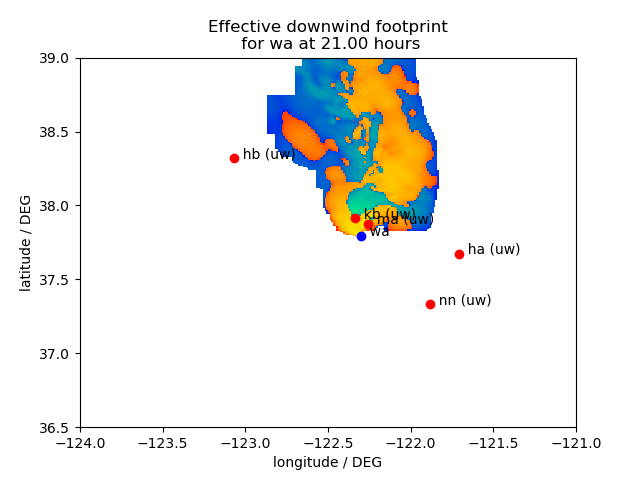 Effective downwind footprint
for wa at 21.00 hours
39.0
38.5
38.0
37.5
37.0
36.5
latitude / DEG
hb (uw)
kb (uw)
ma (uw)
wa
ha (uw)
nn (uw)
−124.0 −123.5 −123.0 −122.5 −122.0 −121.5 −121.0
longitude / DEG